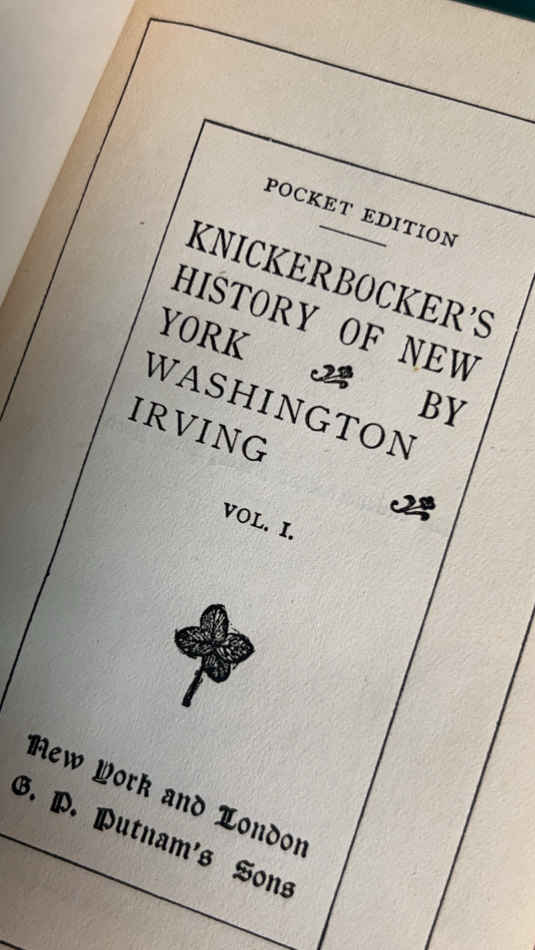 POCKET EDITION
KNICKERBOCKER'S
HISTORY OF NEW
YORK BY
WASHINGTON
IRVING
VOL. I.
New York and London
G. P. Putnam's Sons